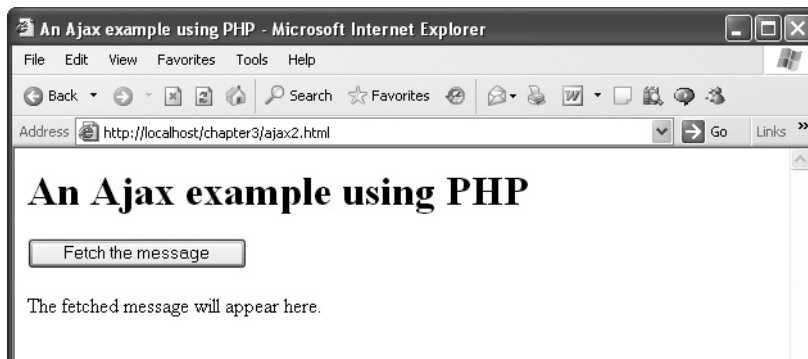 An Ajax example using PHP - Microsoft Internet Explorer
File Edit View Favorites Tools Help
Back Search Favorites W
Address http://localhost/chapter3/ajax2.html Go Links »
An Ajax example using PHP
Fetch the message
The fetched message will appear here.